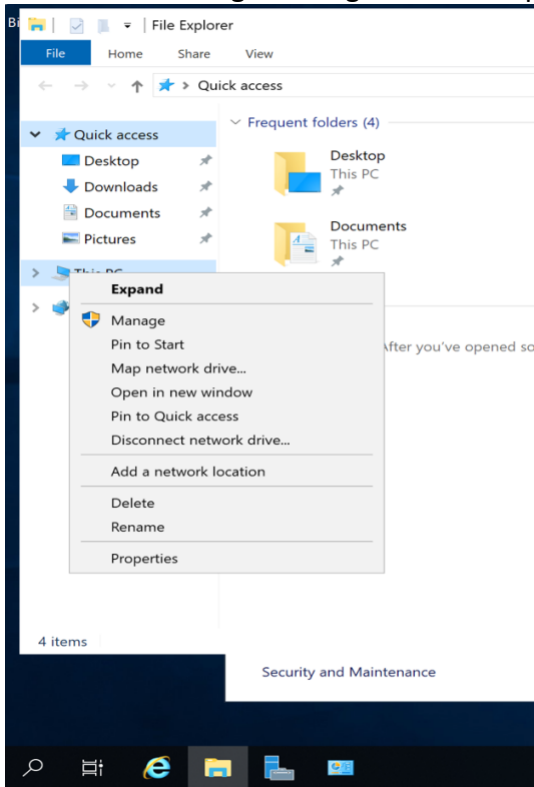 Bi
File Explorer
File Home Share View
Quick access
Quick access
Desktop
Downloads
Documents
Pictures
This PC
Frequent folders (4)
Desktop
This PC
Documents
This PC
After you've opened so
Expand
Manage
Pin to Start
Map network drive...
Open in new window
Pin to Quick access
Disconnect network drive...
Add a network location
Delete
Rename
Properties
4 items
Security and Maintenance